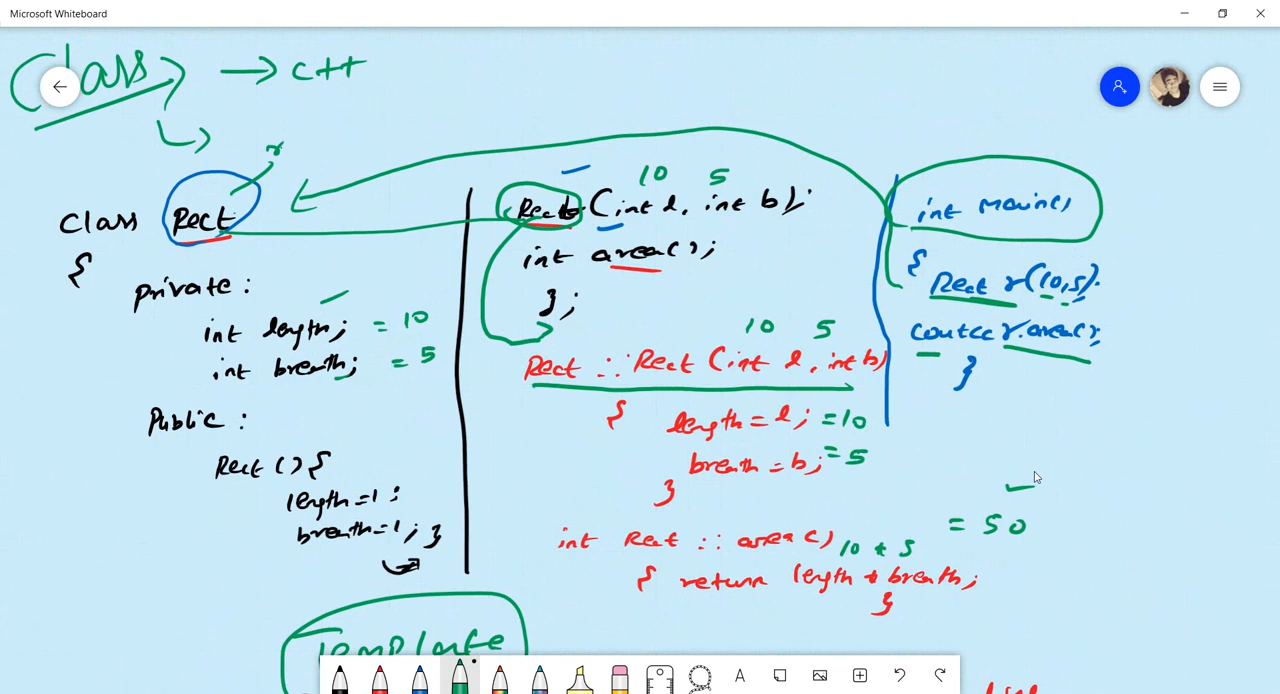 Microsoft Whiteboard
Class → C++
r
Class Rect
{
Private:
int length; = 10
int breath; = 5
Public:
Rect () {
length=1;
breath=1; }
10 5
Rect (int l, int b);
int area();
};
10 5
Rect :: Rect (int l, int b)
{ length = l; =10
breath = b; =5
}
int Rect :: area()
10 * 5 = 50
{ return length * breath;
}
int main()
{ Rect r(10,5).
cout<< r.area();
}
Template